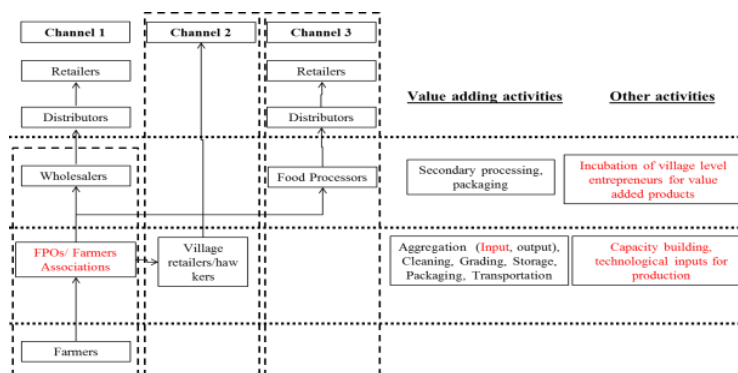 Channel 1
Channel 2
Channel 3
Retailers
Retailers
Distributors
Distributors
Value adding activities
Other activities
Wholesalers
Food Processors
Secondary processing,
packaging
Incubation of village level
entrepreneurs for value
added products
FPOs/ Farmers
Associations
Village
retailers/haw
kers
Aggregation (Input, output),
Cleaning, Grading, Storage,
Packaging, Transportation
Capacity building,
technological inputs for
production
Farmers